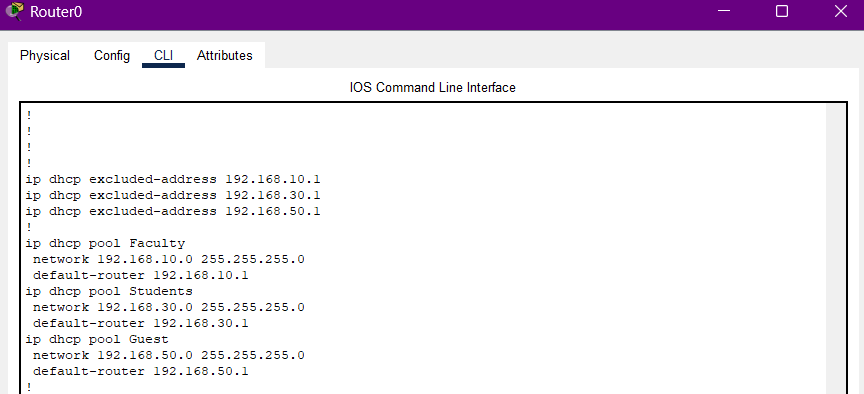 Router0
Physical Config CLI Attributes
IOS Command Line Interface
!
!
!
!
ip dhcp excluded-address 192.168.10.1
ip dhcp excluded-address 192.168.30.1
ip dhcp excluded-address 192.168.50.1
!
ip dhcp pool Faculty
 network 192.168.10.0 255.255.255.0
 default-router 192.168.10.1
ip dhcp pool Students
 network 192.168.30.0 255.255.255.0
 default-router 192.168.30.1
ip dhcp pool Guest
 network 192.168.50.0 255.255.255.0
 default-router 192.168.50.1
!